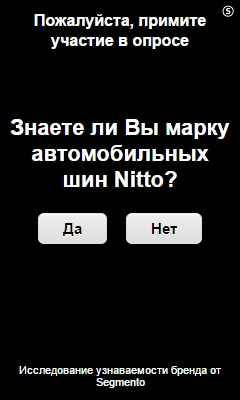 Пожалуйста, примите
участие в опросе
Знаете ли Вы марку
автомобильных
шин Nitto?
Да Нет
Исследование узнаваемости бренда от
Segmento